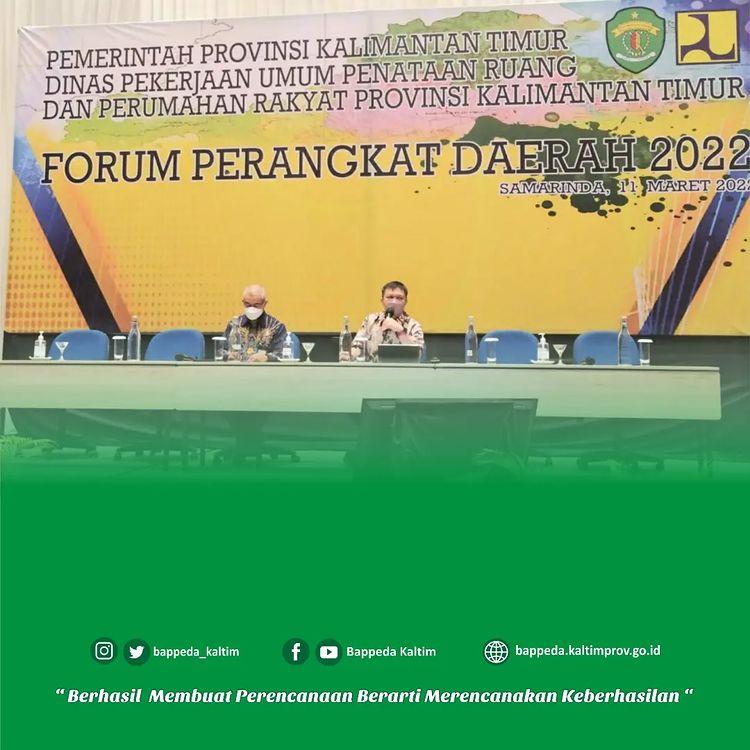 PEMERINTAH PROVINSI KALIMANTAN TIMUR
DINAS PEKERJAAN UMUM PENATAAN RUANG
DAN PERUMAHAN RAKYAT PROVINSI KALIMANTAN TIMUR
FORUM PERANGKAT DAERAH 2022
SAMARINDA, 11 MARET 2022
bappeda_kaltim
Bappeda Kaltim
bappeda.kaltimprov.go.id
“ Berhasil Membuat Perencanaan Berarti Merencanakan Keberhasilan “